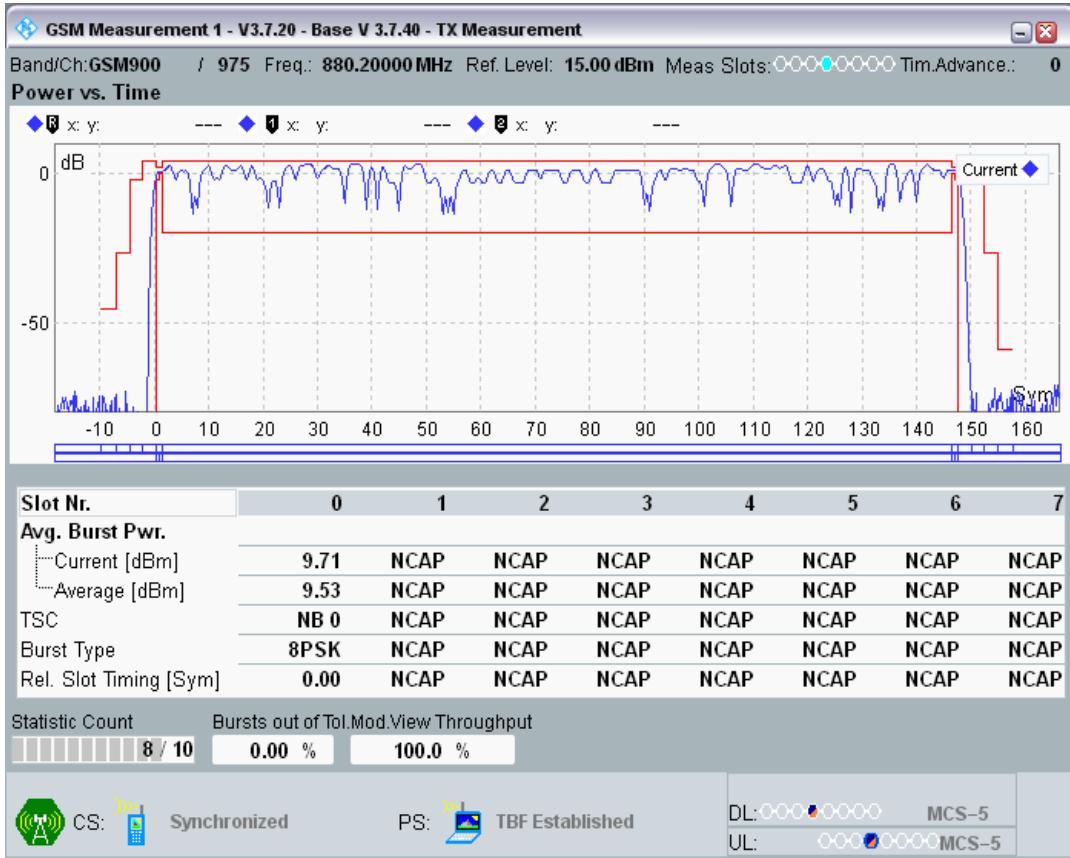 GSM Measurement 1 - V3.7.20 - Base V 3.7.40 - TX Measurement
Band/Ch:GSM900 / 975 Freq.: 880.20000 MHz Ref. Level: 15.00 dBm Meas Slots: Tim.Advance.: 0
Power vs. Time
R x: y: --- 1 x: y: --- 2 x: y: ---
dB
Current
0
-50
Sym
-10 0 10 20 30 40 50 60 70 80 90 100 110 120 130 140 150 160
Slot Nr. 0 1 2 3 4 5 6 7
Avg. Burst Pwr.
Current [dBm] 9.71 NCAP NCAP NCAP NCAP NCAP NCAP NCAP
Average [dBm] 9.53 NCAP NCAP NCAP NCAP NCAP NCAP NCAP
TSC NB 0 NCAP NCAP NCAP NCAP NCAP NCAP NCAP
Burst Type 8PSK NCAP NCAP NCAP NCAP NCAP NCAP NCAP
Rel. Slot Timing [Sym] 0.00 NCAP NCAP NCAP NCAP NCAP NCAP NCAP
Statistic Count Bursts out of Tol.Mod.View Throughput
8 / 10 0.00 % 100.0 %
CS: Synchronized PS: TBF Established
DL: MCS-5
UL: MCS-5